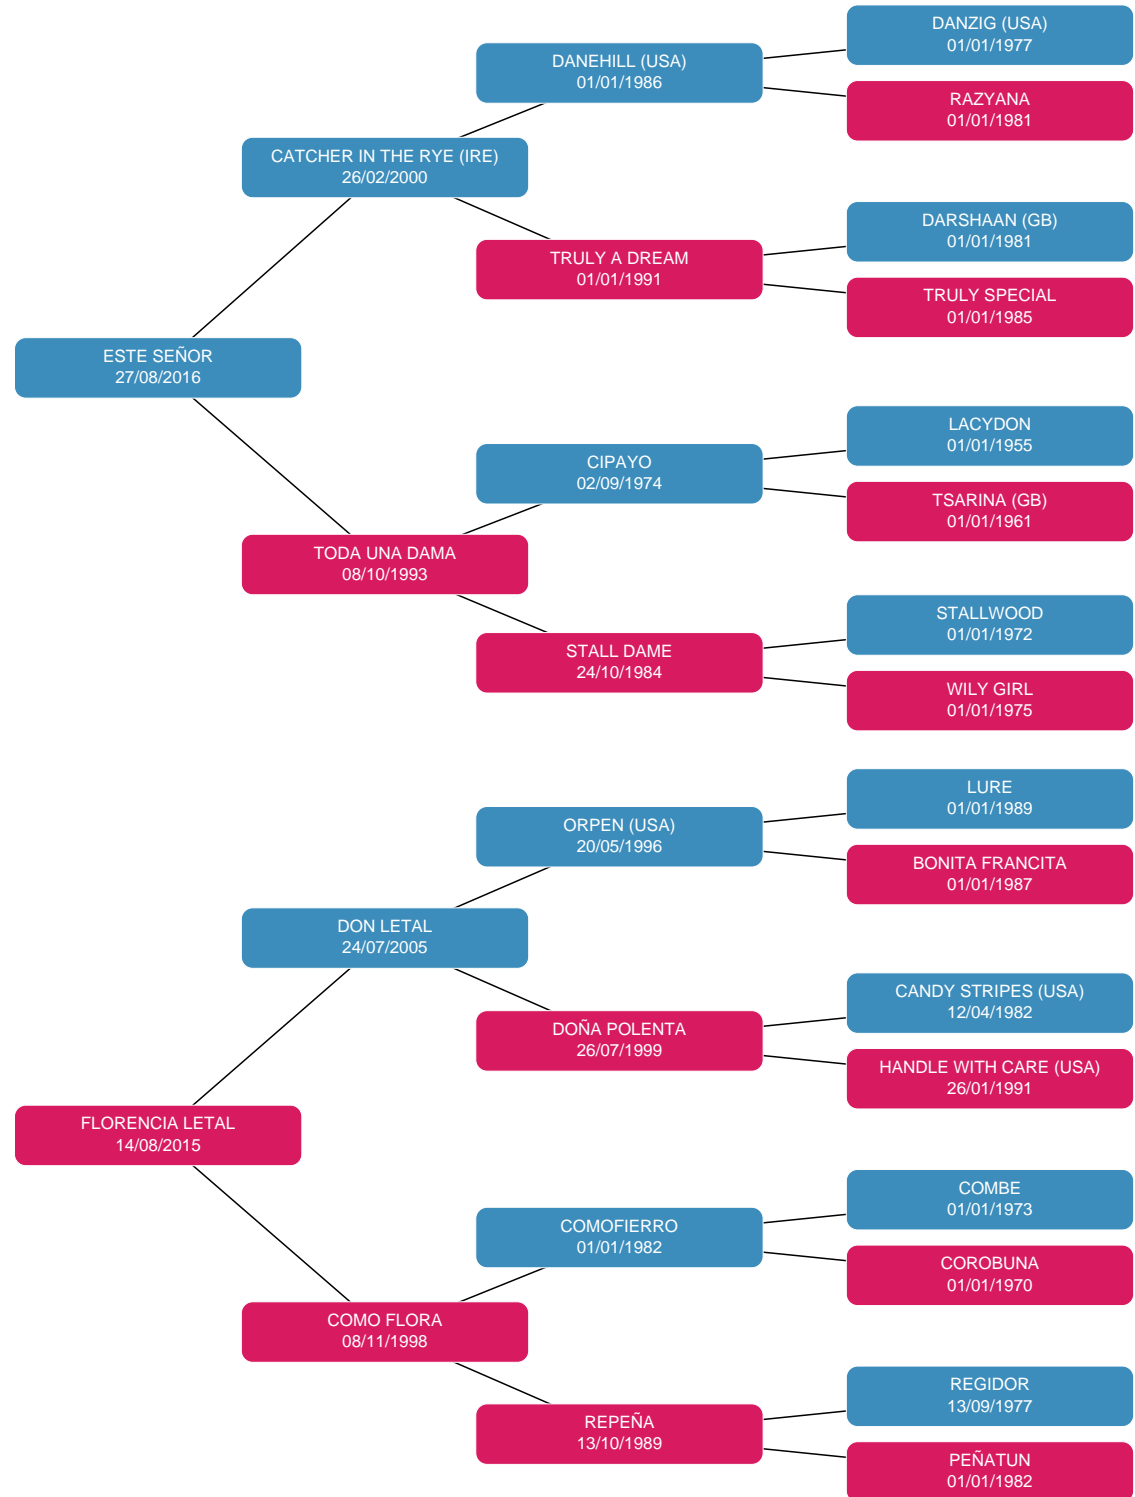 DANZIG (USA)
01/01/1977
DANEHILL (USA)
01/01/1986
RAZYANA
01/01/1981
CATCHER IN THE RYE (IRE)
26/02/2000
DARSHAAN (GB)
01/01/1981
TRULY A DREAM
01/01/1991
TRULY SPECIAL
01/01/1985
ESTE SEÑOR
27/08/2016
LACYDON
01/01/1955
CIPAYO
02/09/1974
TSARINA (GB)
01/01/1961
TODA UNA DAMA
08/10/1993
STALLWOOD
01/01/1972
STALL DAME
24/10/1984
WILY GIRL
01/01/1975
LURE
01/01/1989
ORPEN (USA)
20/05/1996
BONITA FRANCITA
01/01/1987
DON LETAL
24/07/2005
CANDY STRIPES (USA)
12/04/1982
DOÑA POLENTA
26/07/1999
HANDLE WITH CARE (USA)
26/01/1991
FLORENCIA LETAL
14/08/2015
COMBE
01/01/1973
COMOFIERRO
01/01/1982
COROBUNA
01/01/1970
COMO FLORA
08/11/1998
REGIDOR
13/09/1977
REPEÑA
13/10/1989
PEÑATUN
01/01/1982